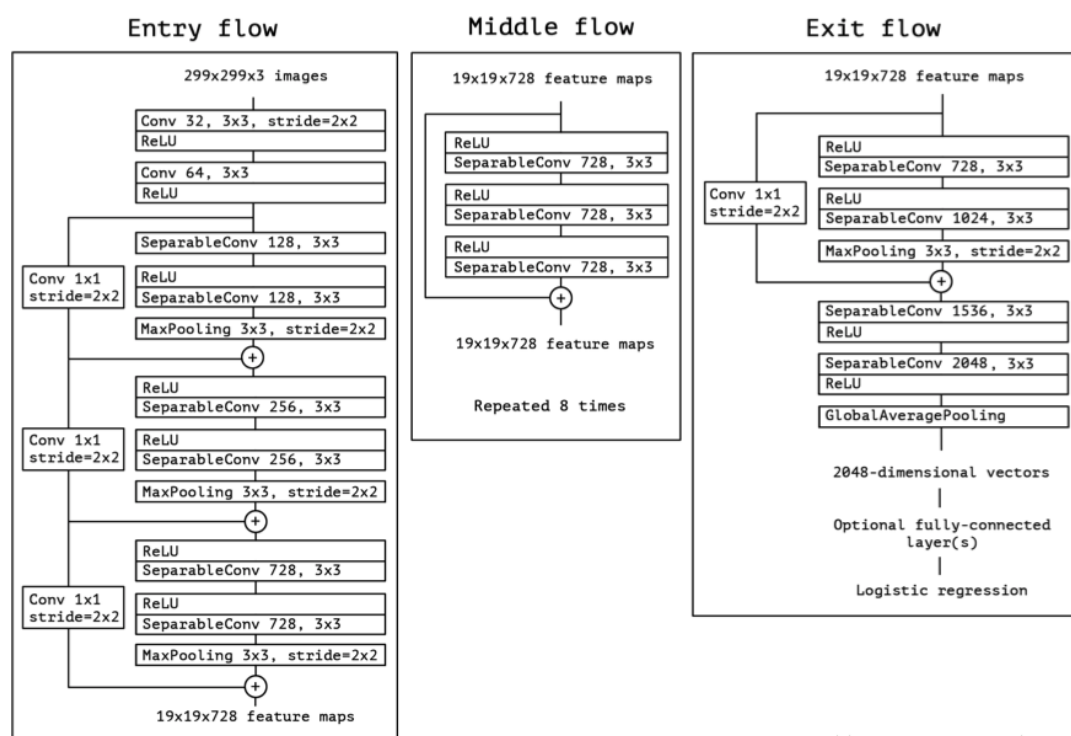 Entry flow
299x299x3 images
Conv 32, 3x3, stride=2x2
ReLU
Conv 64, 3x3
ReLU
SeparableConv 128, 3x3
Conv 1x1
stride=2x2
ReLU
SeparableConv 128, 3x3
MaxPooling 3x3, stride=2x2
+
ReLU
SeparableConv 256, 3x3
Conv 1x1
stride=2x2
ReLU
SeparableConv 256, 3x3
MaxPooling 3x3, stride=2x2
+
ReLU
SeparableConv 728, 3x3
Conv 1x1
stride=2x2
ReLU
SeparableConv 728, 3x3
MaxPooling 3x3, stride=2x2
+
19x19x728 feature maps
Middle flow
19x19x728 feature maps
ReLU
SeparableConv 728, 3x3
ReLU
SeparableConv 728, 3x3
ReLU
SeparableConv 728, 3x3
+
19x19x728 feature maps
Repeated 8 times
Exit flow
19x19x728 feature maps
ReLU
SeparableConv 728, 3x3
Conv 1x1
stride=2x2
ReLU
SeparableConv 1024, 3x3
MaxPooling 3x3, stride=2x2
+
SeparableConv 1536, 3x3
ReLU
SeparableConv 2048, 3x3
ReLU
GlobalAveragePooling
2048-dimensional vectors
Optional fully-connected
layer(s)
Logistic regression